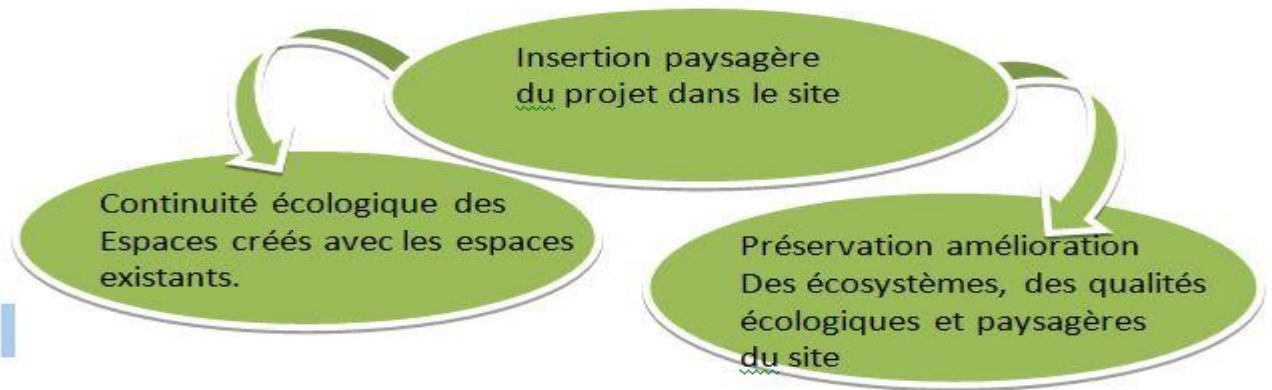 Insertion paysagère
du projet dans le site
Continuité écologique des
Espaces créés avec les espaces
existants.
Préservation amélioration
Des écosystèmes, des qualités
écologiques et paysagères
du site